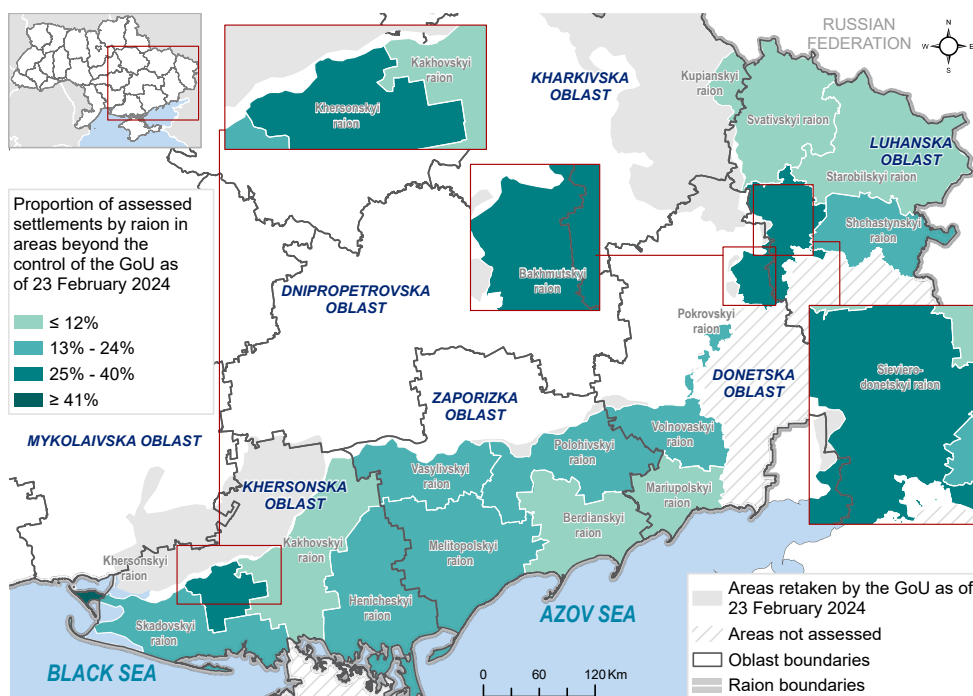 RUSSIAN
FEDERATION
N
W
E
S
Kakhovskyi
raion
Khersonskyi
raion
KHARKIVSKA
OBLAST
Kupianskyi
raion
Svativskyi raion
LUHANSKA
OBLAST
Starobilskyi raion
Shchastynskyi
raion
Proportion of assessed
settlements by raion in
areas beyond the
control of the GoU as
of 23 February 2024
≤ 12%
13% - 24%
25% - 40%
≥ 41%
Bakhmutskyi
raion
DNIPROPETROVSKA
OBLAST
Pokrovskyi
raion
DONETSKA
OBLAST
Sieviero-
donetskyi raion
ZAPORIZKA
OBLAST
MYKOLAIVSKA OBLAST
Volnovaskyi
raion
Polohivskyi
raion
Vasylivskyi
raion
KHERSONSKA
OBLAST
Mariupolskyi
raion
Berdianskyi
raion
Kakhovskyi
raion
Melitopolskyi
raion
Khersonskyi
raion
Henicheskyi
raion
Skadovskyi
raion
AZOV SEA
BLACK SEA
0 60 120 Km
Areas retaken by the GoU as of
23 February 2024
Areas not assessed
Oblast boundaries
Raion boundaries